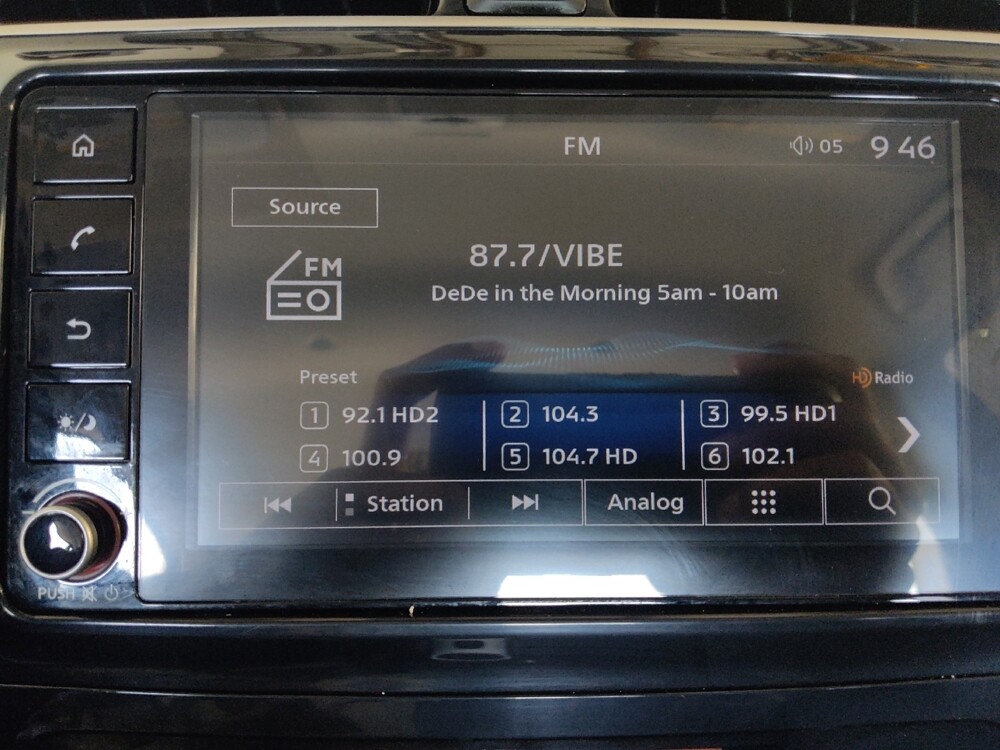 FM 05 9 46
Source
FM
87.7/VIBE
DeDe in the Morning 5am - 10am
Preset
HD Radio
1 92.1 HD2 2 104.3 3 99.5 HD1
4 100.9 5 104.7 HD 6 102.1
Station Analog
PUSH